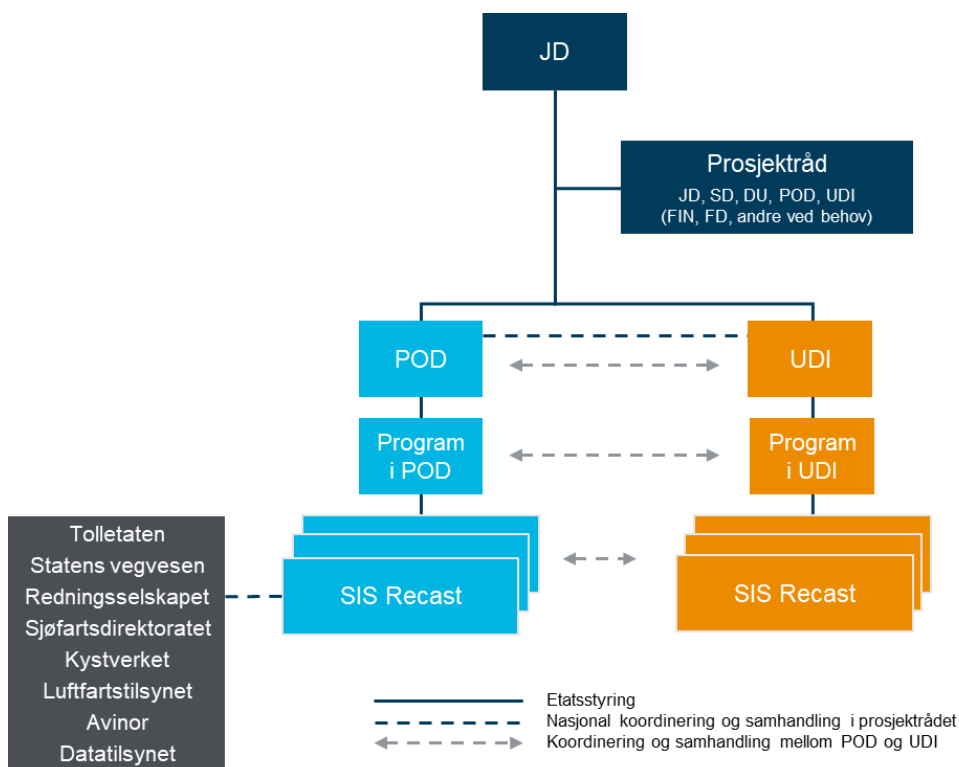 JD
Prosjektråd
JD, SD, DU, POD, UDI
(FIN, FD, andre ved behov)
POD
UDI
Program
i POD
Program
i UDI
Tolletaten
Statens vegvesen
Redningsselskapet
Sjøfartsdirektoratet
Kystverket
Luftfartstilsynet
Avinor
Datatilsynet
SIS Recast
SIS Recast
Etatsstyring
Nasjonal koordinering og samhandling i prosjektrådet
Koordinering og samhandling mellom POD og UDI